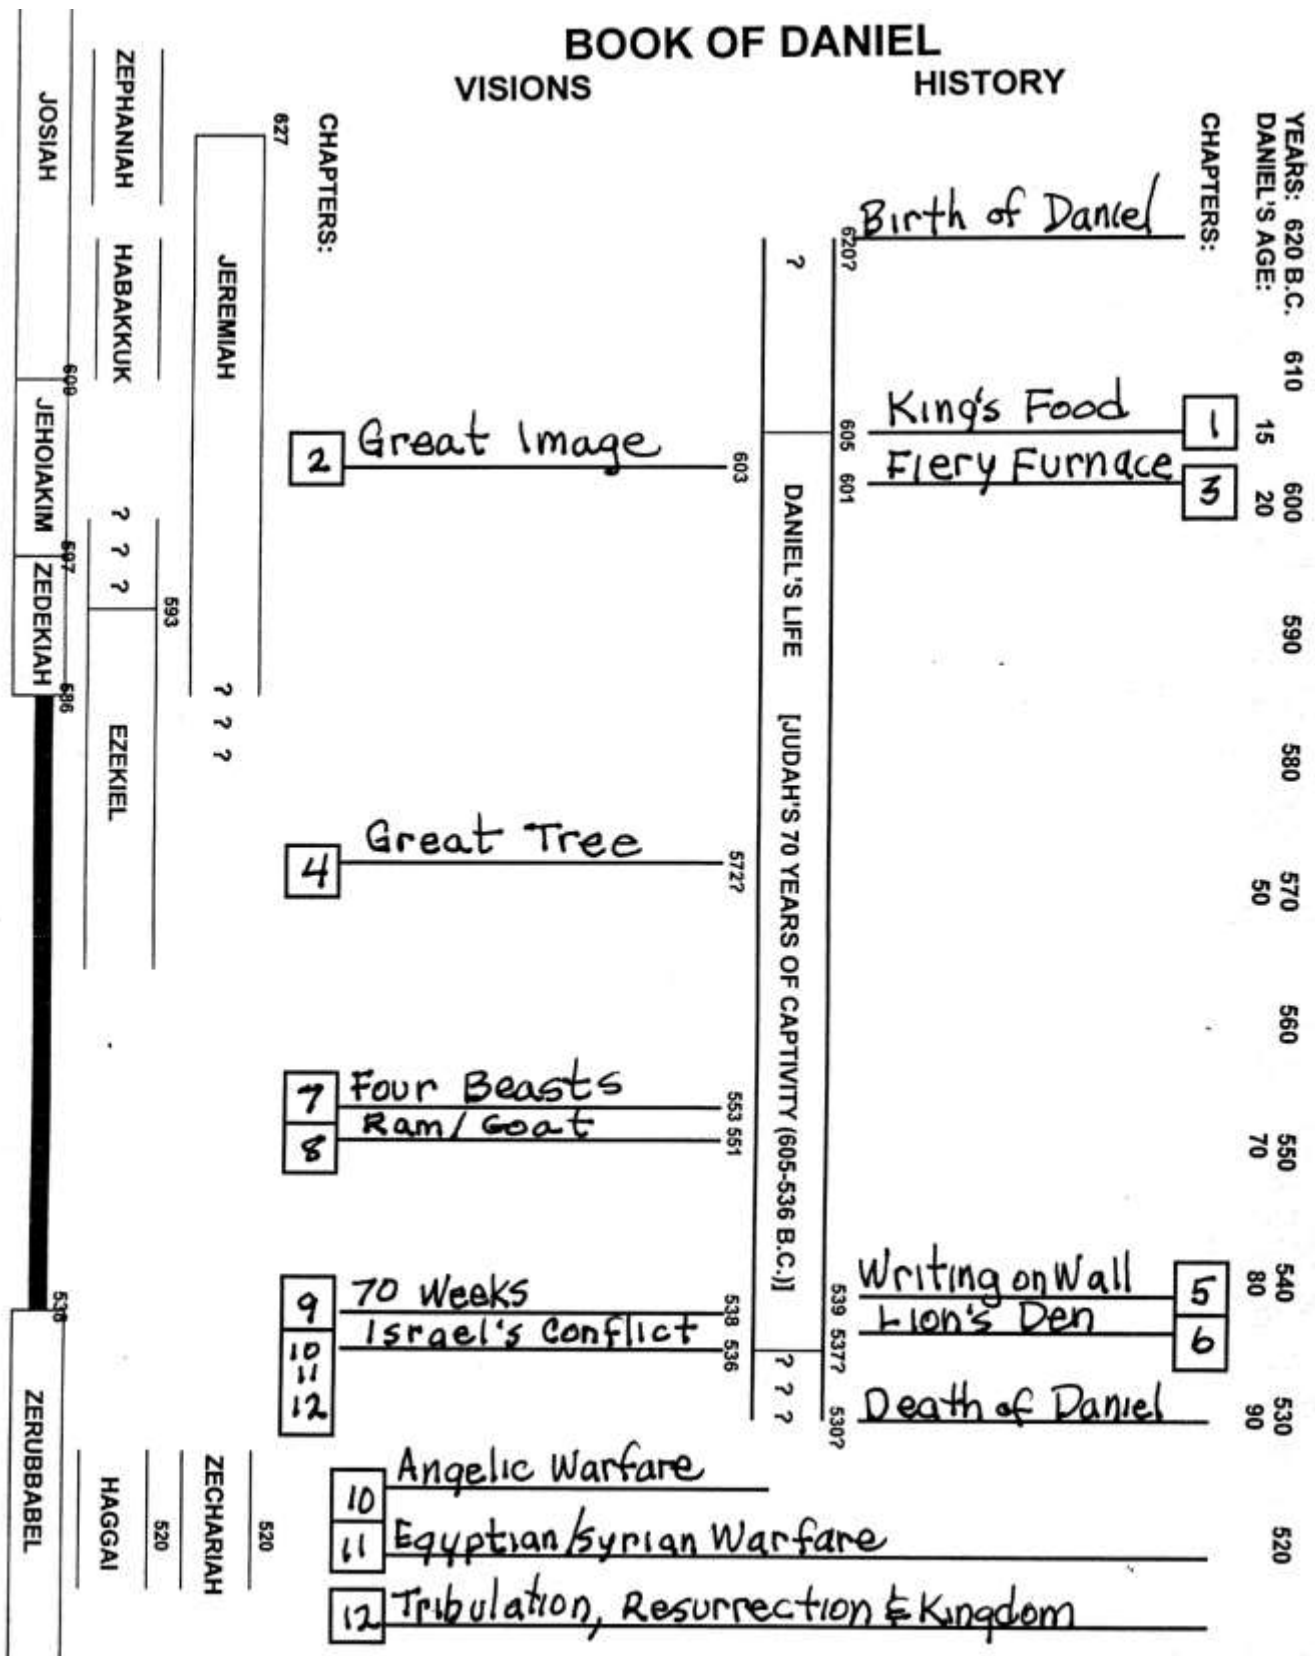 BOOK OF DANIEL
VISIONS
HISTORY
YEARS: 620 B.C. 610 600 590 580 570 560 550 540 530 520
DANIEL'S AGE: 15 20 50 70 80 90
CHAPTERS:
Birth of Daniel
620?
King's Food
1
605
Fiery Furnace
3
601
Writing on Wall
5
539
Lion's Den
6
537?
Death of Daniel
530?
? DANIEL'S LIFE [JUDAH'S 70 YEARS OF CAPTIVITY (605-536 B.C.)] ? ? ?
CHAPTERS:
2 Great Image 603
4 Great Tree 572?
7 Four Beasts 553
8 Ram/Goat 551
9 70 Weeks 538
10 Israel's Conflict 536
11
12
10 Angelic Warfare
11 Egyptian/Syrian Warfare
12 Tribulation, Resurrection & Kingdom
627
JEREMIAH ? ? ?
ZECHARIAH
520
ZEPHANIAH
HABAKKUK
? ? ?
593
EZEKIEL
HAGGAI
520
JOSIAH
609
JEHOIAKIM
597
ZEDEKIAH
586
538
ZERUBBABEL